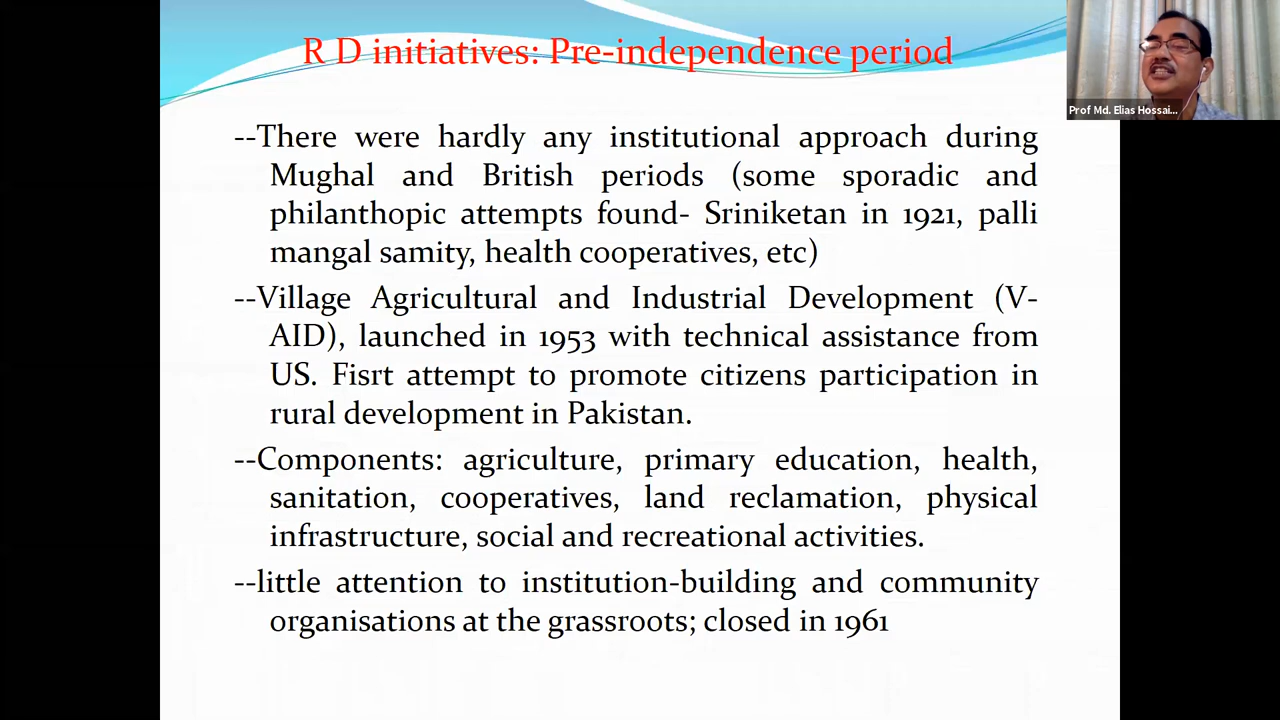 R D initiatives: Pre-independence period
Prof Md. Elias Hossai...
--There were hardly any institutional approach during
Mughal and British periods (some sporadic and
philanthopic attempts found- Sriniketan in 1921, palli
mangal samity, health cooperatives, etc)
--Village Agricultural and Industrial Development (V-
AID), launched in 1953 with technical assistance from
US. Fisrt attempt to promote citizens participation in
rural development in Pakistan.
--Components: agriculture, primary education, health,
sanitation, cooperatives, land reclamation, physical
infrastructure, social and recreational activities.
--little attention to institution-building and community
organisations at the grassroots; closed in 1961